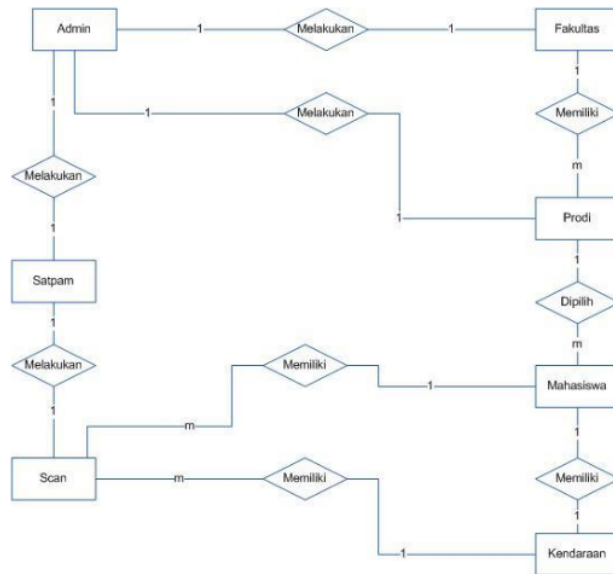 Admin
1
Melakukan
1
Fakultas
1
Melakukan
1
1
Memiliki
m
1
Melakukan
1
Prodi
1
Satpam
1
Dipilih
m
Melakukan
1
Memiliki
m
1
Mahasiswa
1
Scan
m
Memiliki
1
Memiliki
1
Kendaraan